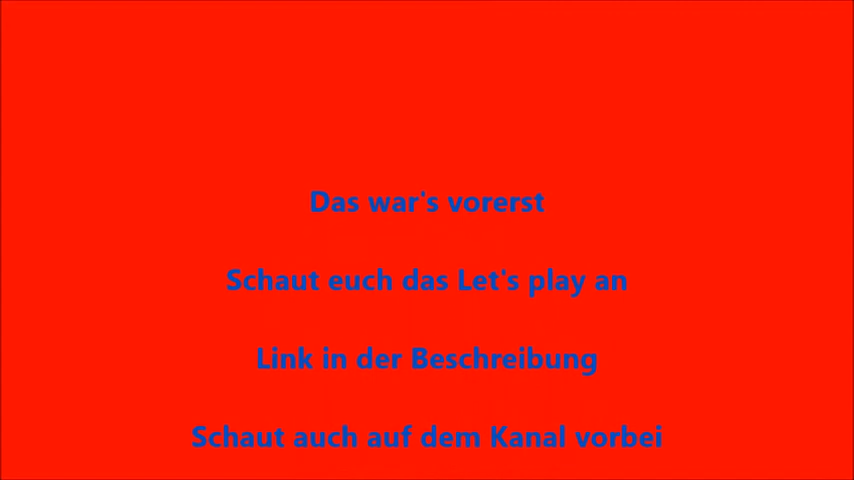 Das war's vorerst
Schaut euch das Let's play an
Link in der Beschreibung
Schaut auch auf dem Kanal vorbei